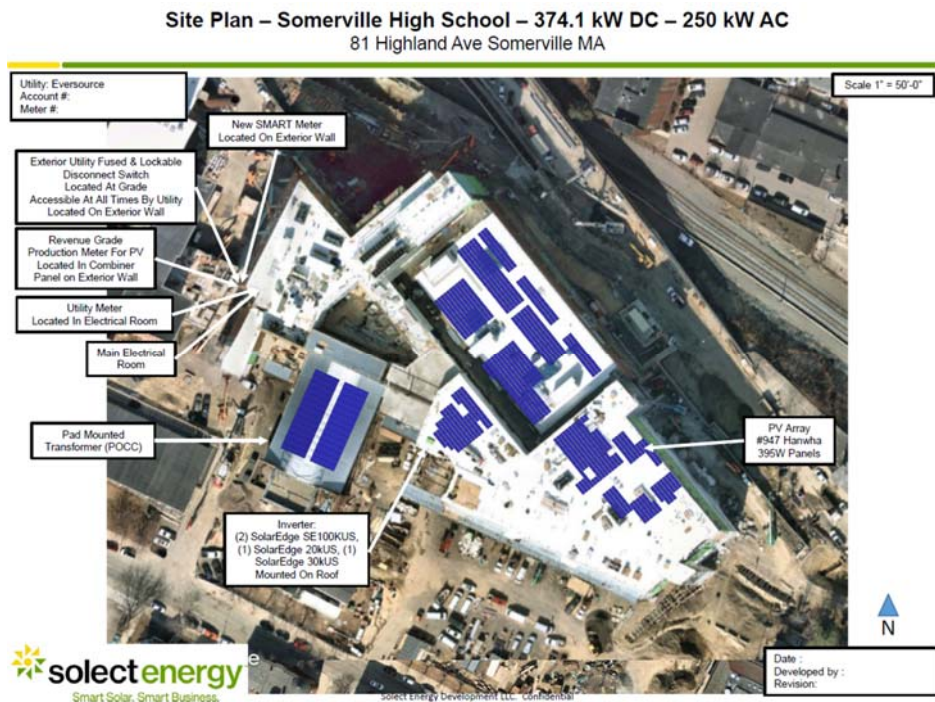 Site Plan – Somerville High School – 374.1 kW DC – 250 kW AC
81 Highland Ave Somerville MA
Utility: Eversource
Account #:
Meter #:
Scale 1” = 50’-0”
New SMART Meter
Located On Exterior Wall
Exterior Utility Fused & Lockable
Disconnect Switch
Located At Grade
Accessible At All Times By Utility
Located On Exterior Wall
Revenue Grade
Production Meter For PV
Located In Combiner
Panel on Exterior Wall
Utility Meter
Located In Electrical Room
Main Electrical
Room
Pad Mounted
Transformer (POCC)
PV Array
#947 Hanwha
395W Panels
Inverter:
(2) SolarEdge SE100KUS,
(1) SolarEdge 20kUS, (1)
SolarEdge 30kUS
Mounted On Roof
N
solect energy
Smart Solar. Smart Business.
Solect Energy Development LLC. Confidential
Date :
Developed by :
Revision: